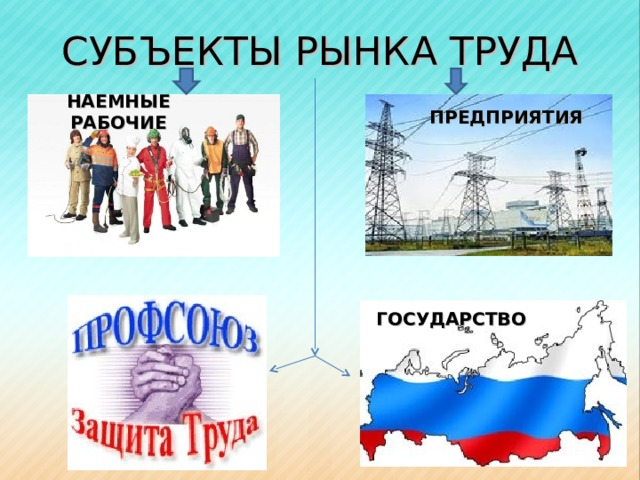 СУБЪЕКТЫ РЫНКА ТРУДА
НАЕМНЫЕ
РАБОЧИЕ
ПРЕДПРИЯТИЯ
ПРОФСОЮЗ
Защита Труда
ГОСУДАРСТВО